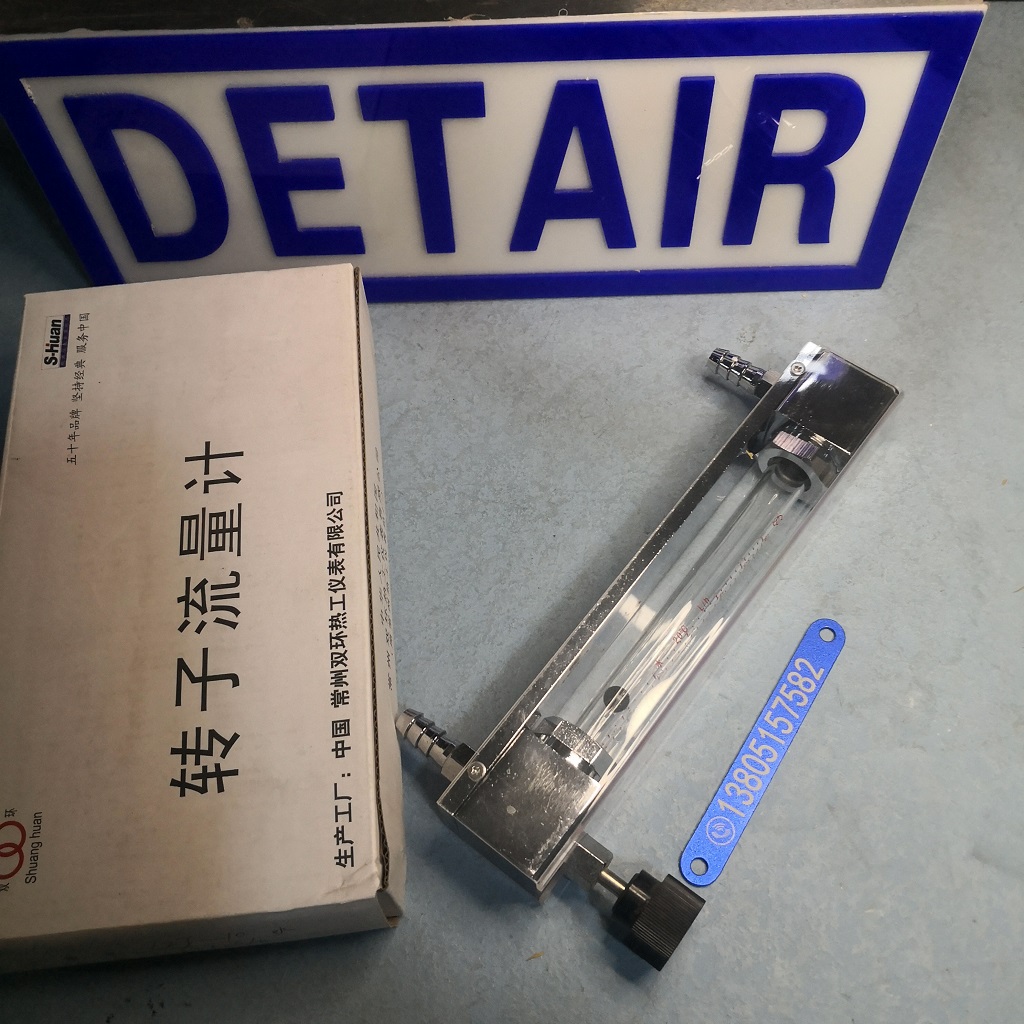 DETAIR
S-Huan
五十年品牌 坚持经典 服务中国
转子流量计
生产工厂：中国 常州双环热工仪表有限公司
双 环
Shuang huan
13805157582